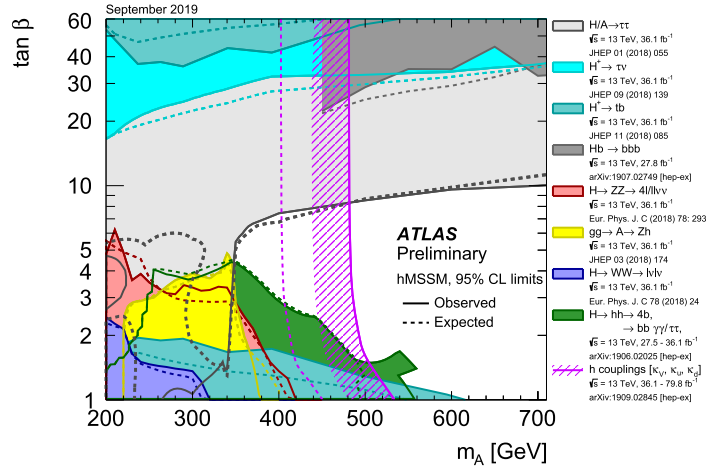 September 2019
tan β
60
40
30
20
10
5
4
3
2
1
200
300
400
500
600
700
m_A [GeV]
ATLAS
Preliminary
hMSSM, 95% CL limits
Observed
Expected
H/A→ττ
√s = 13 TeV, 36.1 fb⁻¹
JHEP 01 (2018) 055
H⁺→ τν
√s = 13 TeV, 36.1 fb⁻¹
JHEP 09 (2018) 139
H⁺→ tb
√s = 13 TeV, 36.1 fb⁻¹
JHEP 11 (2018) 085
Hb → bbb
√s = 13 TeV, 27.8 fb⁻¹
arXiv:1907.02749 [hep-ex]
H→ ZZ→ 4l/llνν
√s = 13 TeV, 36.1 fb⁻¹
Eur. Phys. J. C (2018) 78: 293
gg→ A→ Zh
√s = 13 TeV, 36.1 fb⁻¹
JHEP 03 (2018) 174
H→ WW→ lνlν
√s = 13 TeV, 36.1 fb⁻¹
Eur. Phys. J. C 78 (2018) 24
H→ hh→ 4b,
→ bb γγ/ττ,
√s = 13 TeV, 27.5 - 36.1 fb⁻¹
arXiv:1906.02025 [hep-ex]
h couplings [κ_V, κ_u, κ_d]
√s = 13 TeV, 36.1 - 79.8 fb⁻¹
arXiv:1909.02845 [hep-ex]